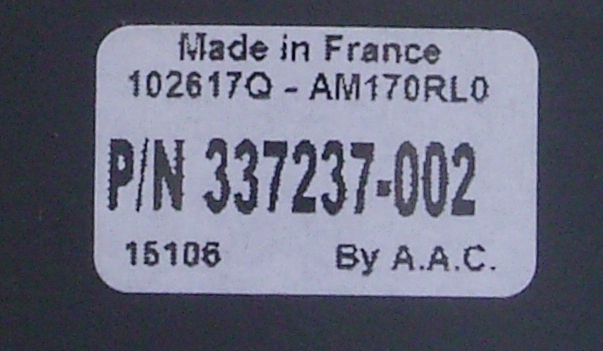 Made in France
102617Q - AM170RL0
P/N 337237-002
15106 By A.A.C.